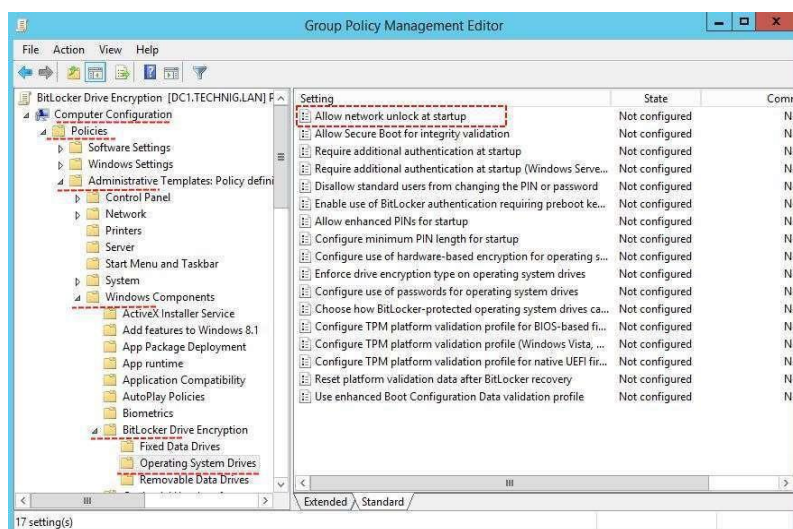 Group Policy Management Editor
File Action View Help
BitLocker Drive Encryption [DC1.TECHNIG.LAN] P
Computer Configuration
Policies
Software Settings
Windows Settings
Administrative Templates: Policy defini
Control Panel
Network
Printers
Server
Start Menu and Taskbar
System
Windows Components
ActiveX Installer Service
Add features to Windows 8.1
App Package Deployment
App runtime
Application Compatibility
AutoPlay Policies
Biometrics
BitLocker Drive Encryption
Fixed Data Drives
Operating System Drives
Removable Data Drives
Setting State Comr
Allow network unlock at startup Not configured N
Allow Secure Boot for integrity validation Not configured N
Require additional authentication at startup Not configured N
Require additional authentication at startup (Windows Serve... Not configured N
Disallow standard users from changing the PIN or password Not configured N
Enable use of BitLocker authentication requiring preboot ke... Not configured N
Allow enhanced PINs for startup Not configured N
Configure minimum PIN length for startup Not configured N
Configure use of hardware-based encryption for operating s... Not configured N
Enforce drive encryption type on operating system drives Not configured N
Configure use of passwords for operating system drives Not configured N
Choose how BitLocker-protected operating system drives ca... Not configured N
Configure TPM platform validation profile for BIOS-based fi... Not configured N
Configure TPM platform validation profile (Windows Vista, ... Not configured N
Configure TPM platform validation profile for native UEFI fir... Not configured N
Reset platform validation data after BitLocker recovery Not configured N
Use enhanced Boot Configuration Data validation profile Not configured N
Extended Standard
17 setting(s)